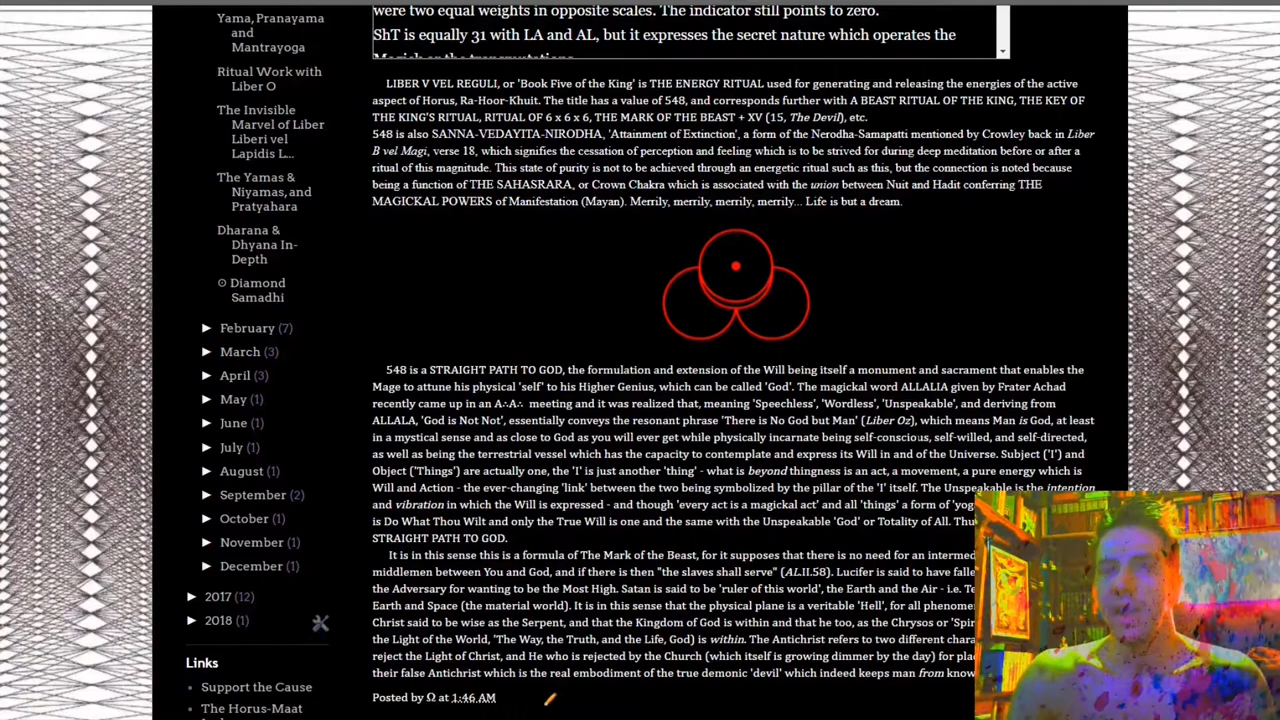 Yama, Pranayama
and
Mantrayoga
Ritual Work with
Liber O
The Invisible
Marvel of Liber
Liberi vel
Lapidis L...
The Yamas &
Niyamas, and
Pratyahara
Dharana &
Dhyana In-
Depth
⊙ Diamond
Samadhi
► February (7)
► March (3)
► April (3)
► May (1)
► June (1)
► July (1)
► August (1)
► September (2)
► October (1)
► November (1)
► December (1)
► 2017 (12)
► 2018 (1)
Links
Support the Cause
The Horus-Maat
were two equal weights in opposite scales. The indicator still points to zero.
ShT is equally 31 with LA and AL, but it expresses the secret nature which operates the
LIBER V VEL REGULI, or 'Book Five of the King' is THE ENERGY RITUAL used for generating and releasing the energies of the active
aspect of Horus, Ra-Hoor-Khuit. The title has a value of 548, and corresponds further with A BEAST RITUAL OF THE KING, THE KEY OF
THE KING'S RITUAL, RITUAL OF 6 x 6 x 6, THE MARK OF THE BEAST + XV (15, The Devil), etc.
548 is also SANNA-VEDAYITA-NIRODHA, 'Attainment of Extinction', a form of the Nerodha-Samapatti mentioned by Crowley back in Liber
B vel Magi, verse 18, which signifies the cessation of perception and feeling which is to be strived for during deep meditation before or after a
ritual of this magnitude. This state of purity is not to be achieved through an energetic ritual such as this, but the connection is noted because
being a function of THE SAHASRARA, or Crown Chakra which is associated with the union between Nuit and Hadit conferring THE
MAGICKAL POWERS of Manifestation (Mayan). Merrily, merrily, merrily, merrily... Life is but a dream.
548 is a STRAIGHT PATH TO GOD, the formulation and extension of the Will being itself a monument and sacrament that enables the
Mage to attune his physical 'self' to his Higher Genius, which can be called 'God'. The magickal word ALLALIA given by Frater Achad
recently came up in an A∴A∴ meeting and it was realized that, meaning 'Speechless', 'Wordless', 'Unspeakable', and deriving from
ALLALA, 'God is Not Not', essentially conveys the resonant phrase 'There is No God but Man' (Liber Oz), which means Man is God, at least
in a mystical sense and as close to God as you will ever get while physically incarnate being self-conscious, self-willed, and self-directed,
as well as being the terrestrial vessel which has the capacity to contemplate and express its Will in and of the Universe. Subject ('I') and
Object ('Things') are actually one, the 'I' is just another 'thing' - what is beyond thingness is an act, a movement, a pure energy which is
Will and Action - the ever-changing 'link' between the two being symbolized by the pillar of the 'I' itself. The Unspeakable is the intention
and vibration in which the Will is expressed - and though 'every act is a magickal act' and all 'things' a form of 'yog
is Do What Thou Wilt and only the True Will is one and the same with the Unspeakable 'God' or Totality of All. Thu
STRAIGHT PATH TO GOD.
It is in this sense this is a formula of The Mark of the Beast, for it supposes that there is no need for an intermed
middlemen between You and God, and if there is then "the slaves shall serve" (AL.II.58). Lucifer is said to have falle
the Adversary for wanting to be the Most High. Satan is said to be 'ruler of this world', the Earth and the Air - i.e. Te
Earth and Space (the material world). It is in this sense that the physical plane is a veritable 'Hell', for all phenomen
Christ said to be wise as the Serpent, and that the Kingdom of God is within and that he too, as the Chrysos or 'Spir
the Light of the World, 'The Way, the Truth, and the Life, God) is within. The Antichrist refers to two different chara
reject the Light of Christ, and He who is rejected by the Church (which itself is growing dimmer by the day) for plac
their false Antichrist which is the real embodiment of the true demonic 'devil' which indeed keeps man from know
Posted by Ω at 1:46 AM